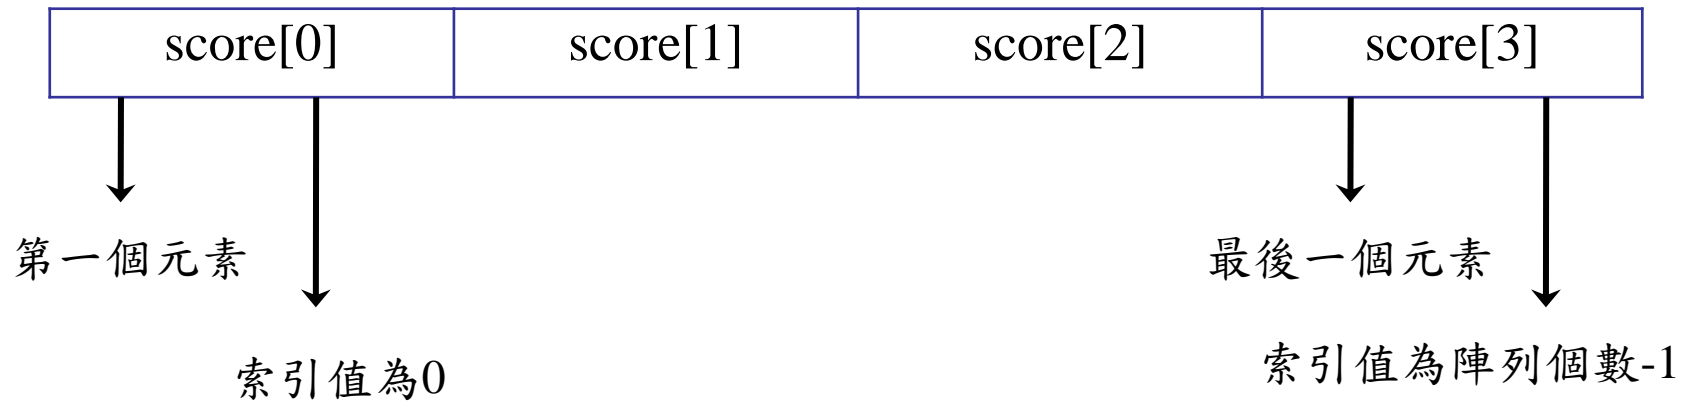 score[0] score[1] score[2] score[3]
第一個元素 最後一個元素
索引值為0 索引值為陣列個數-1